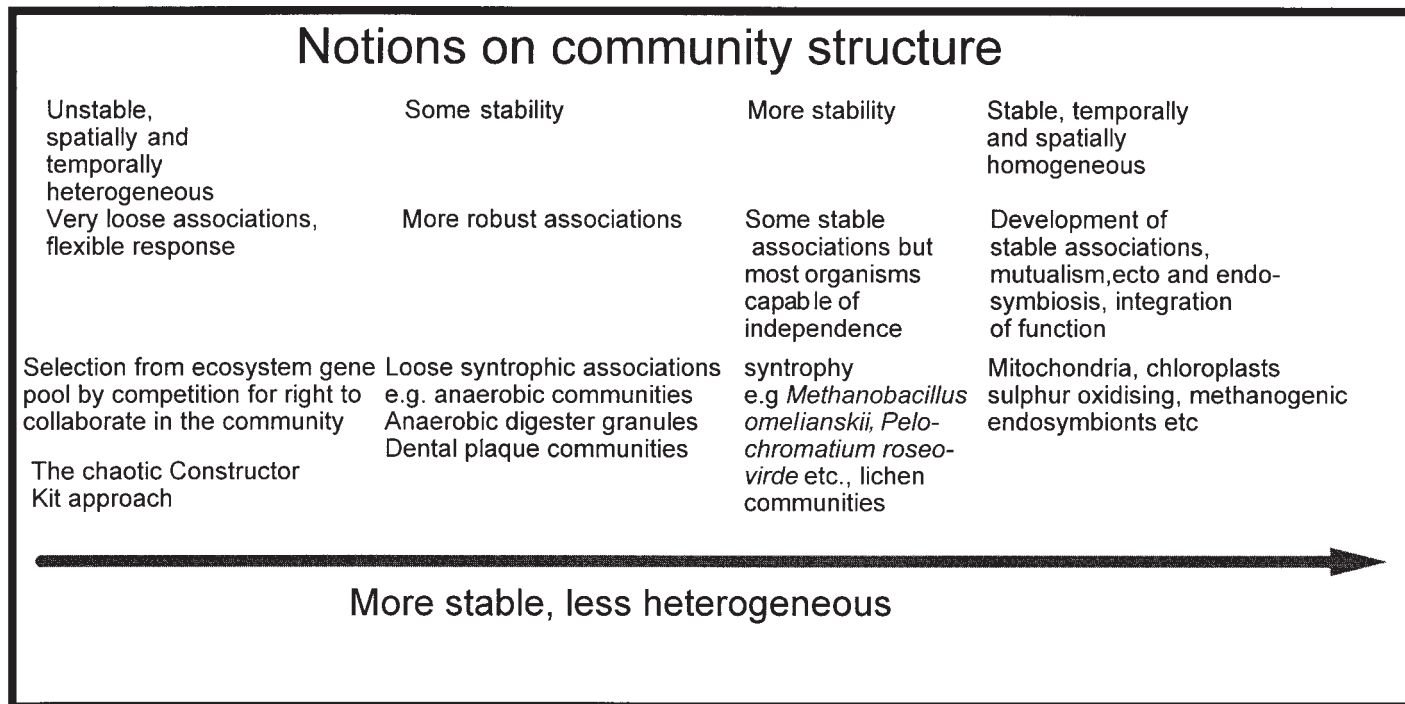 Notions on community structure
Unstable,
spatially and
temporally
heterogeneous
Very loose associations,
flexible response
Selection from ecosystem gene
pool by competition for right to
collaborate in the community
The chaotic Constructor
Kit approach
Some stability
More robust associations
Loose syntrophic associations
e.g. anaerobic communities
Anaerobic digester granules
Dental plaque communities
More stability
Some stable
associations but
most organisms
capable of
independence
syntrophy
e.g Methanobacillus
omelianskii, Pelo-
chromatium roseo-
virde etc., lichen
communities
Stable, temporally
and spatially
homogeneous
Development of
stable associations,
mutualism,ecto and endo-
symbiosis, integration
of function
Mitochondria, chloroplasts
sulphur oxidising, methanogenic
endosymbionts etc
More stable, less heterogeneous